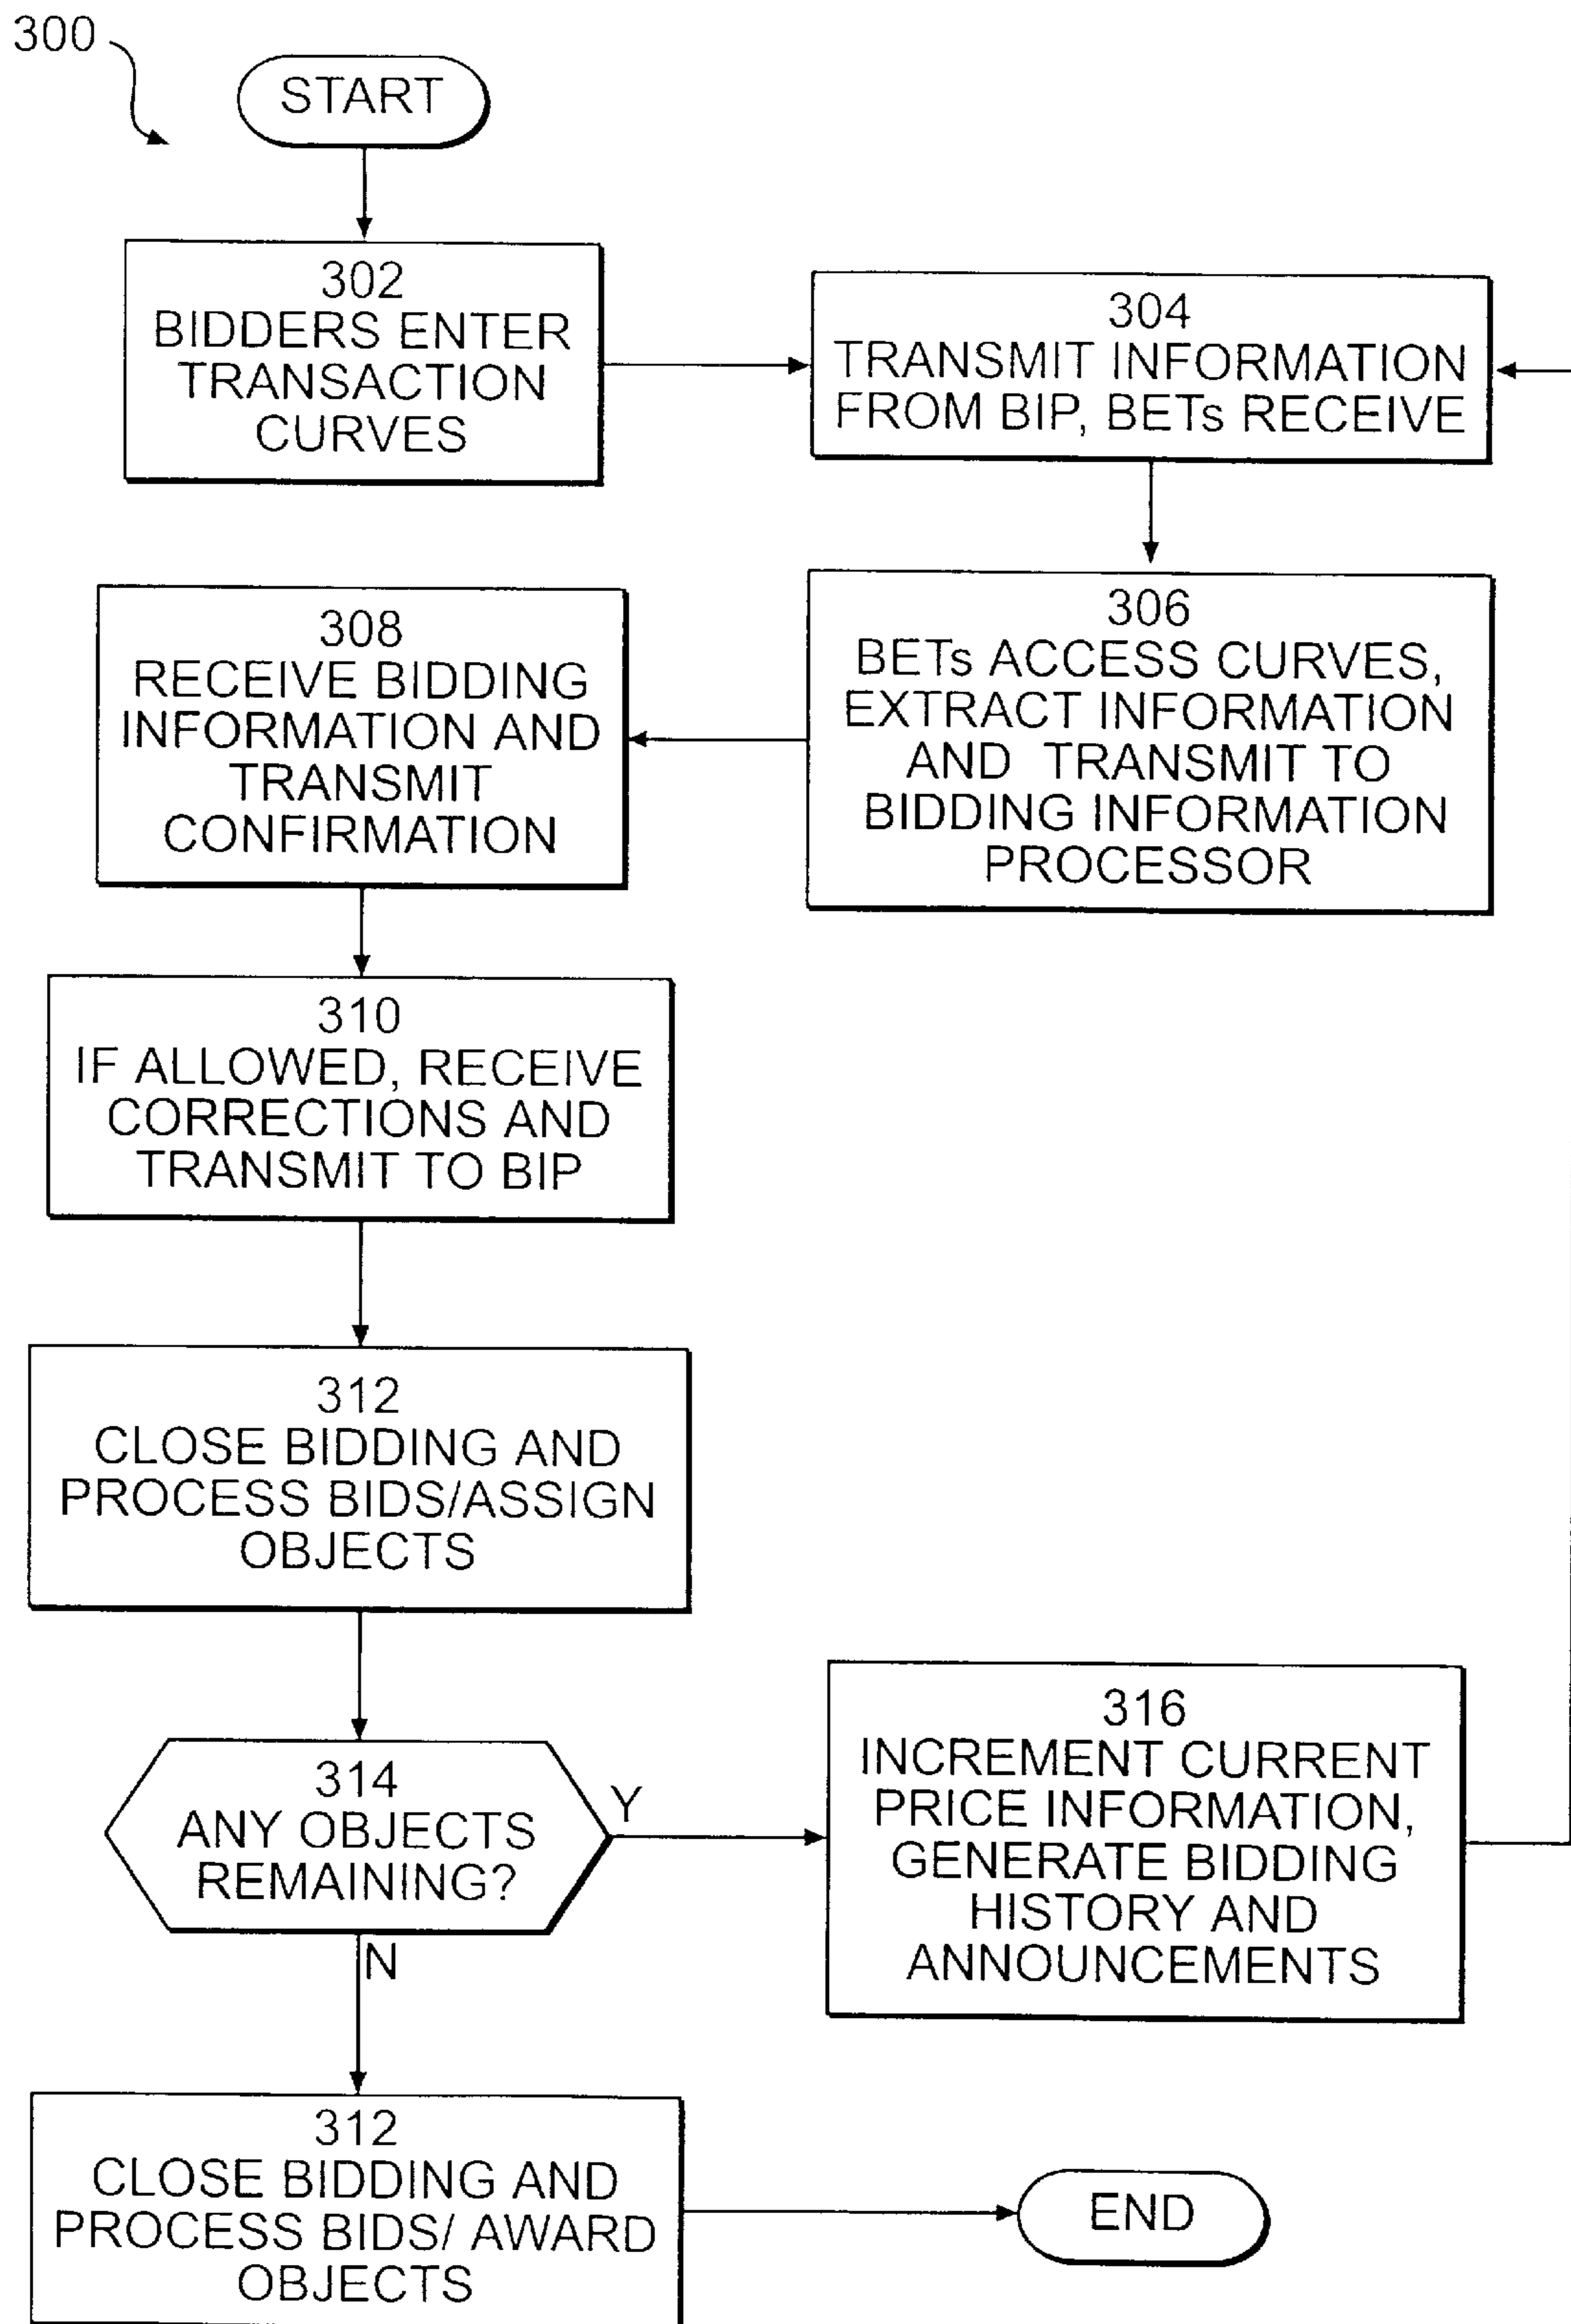 300
START
302
BIDDERS ENTER
TRANSACTION
CURVES
304
TRANSMIT INFORMATION
FROM BIP, BETs RECEIVE
306
BETs ACCESS CURVES,
EXTRACT INFORMATION
AND TRANSMIT TO
BIDDING INFORMATION
PROCESSOR
308
RECEIVE BIDDING
INFORMATION AND
TRANSMIT
CONFIRMATION
310
IF ALLOWED, RECEIVE
CORRECTIONS AND
TRANSMIT TO BIP
312
CLOSE BIDDING AND
PROCESS BIDS/ASSIGN
OBJECTS
314
ANY OBJECTS
REMAINING?
Y
N
316
INCREMENT CURRENT
PRICE INFORMATION,
GENERATE BIDDING
HISTORY AND
ANNOUNCEMENTS
312
CLOSE BIDDING AND
PROCESS BIDS/ AWARD
OBJECTS
END